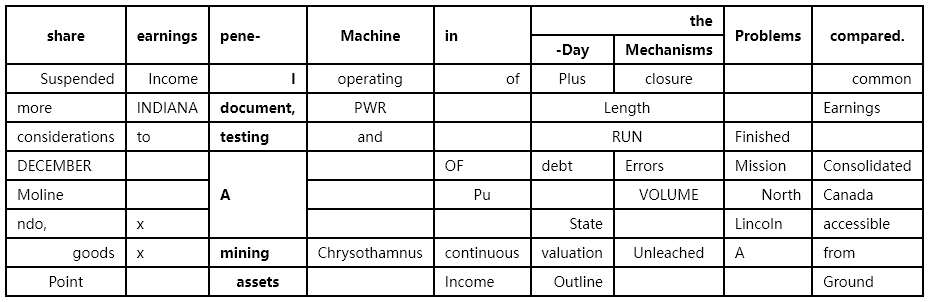 share earnings pene- Machine in the Problems compared.
-Day Mechanisms
Suspended Income I operating of Plus closure common
more INDIANA document, PWR Length Earnings
considerations to testing and RUN Finished
DECEMBER OF debt Errors Mission Consolidated
Moline A Pu VOLUME North Canada
ndo, x State Lincoln accessible
goods x mining Chrysothamnus continuous valuation Unleached A from
Point assets Income Outline Ground